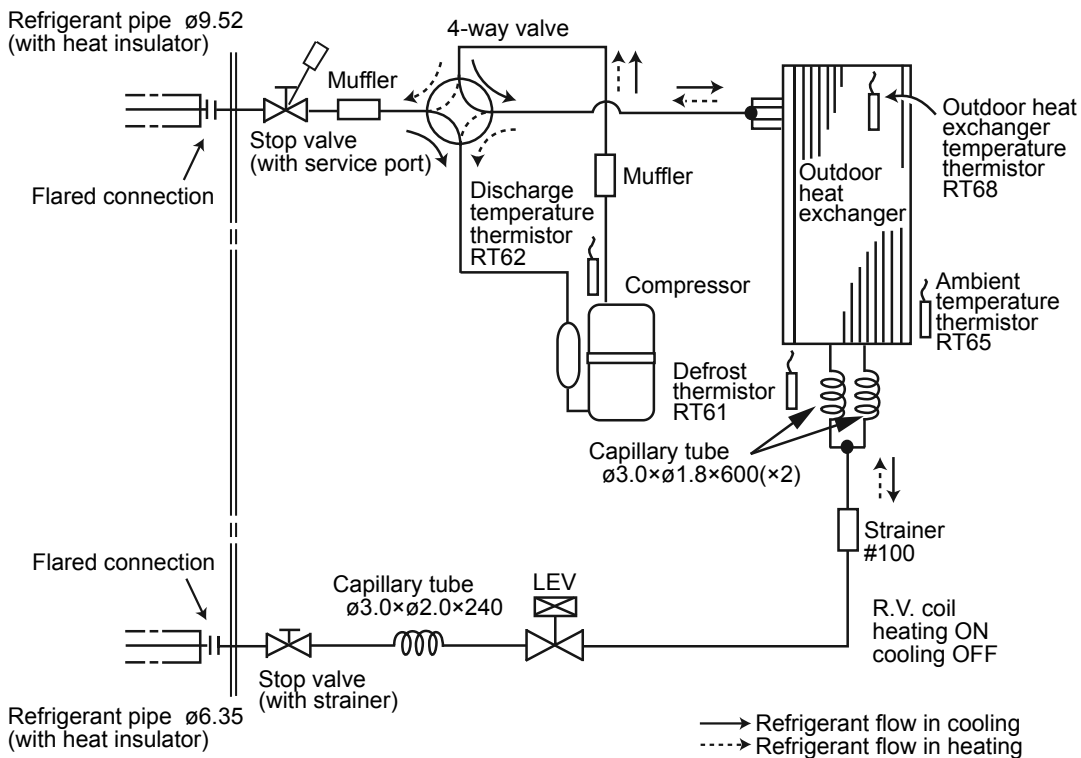 Refrigerant pipe ø9.52
(with heat insulator)
4-way valve
Muffler
Stop valve
(with service port)
Flared connection
Discharge
temperature
thermistor
RT62
Muffler
Compressor
Outdoor
heat
exchanger
Outdoor heat
exchanger
temperature
thermistor
RT68
Ambient
temperature
thermistor
RT65
Defrost
thermistor
RT61
Capillary tube
ø3.0×ø1.8×600(×2)
Strainer
#100
Flared connection
Capillary tube
ø3.0×ø2.0×240
LEV
R.V. coil
heating ON
cooling OFF
Stop valve
(with strainer)
Refrigerant pipe ø6.35
(with heat insulator)
Refrigerant flow in cooling
Refrigerant flow in heating